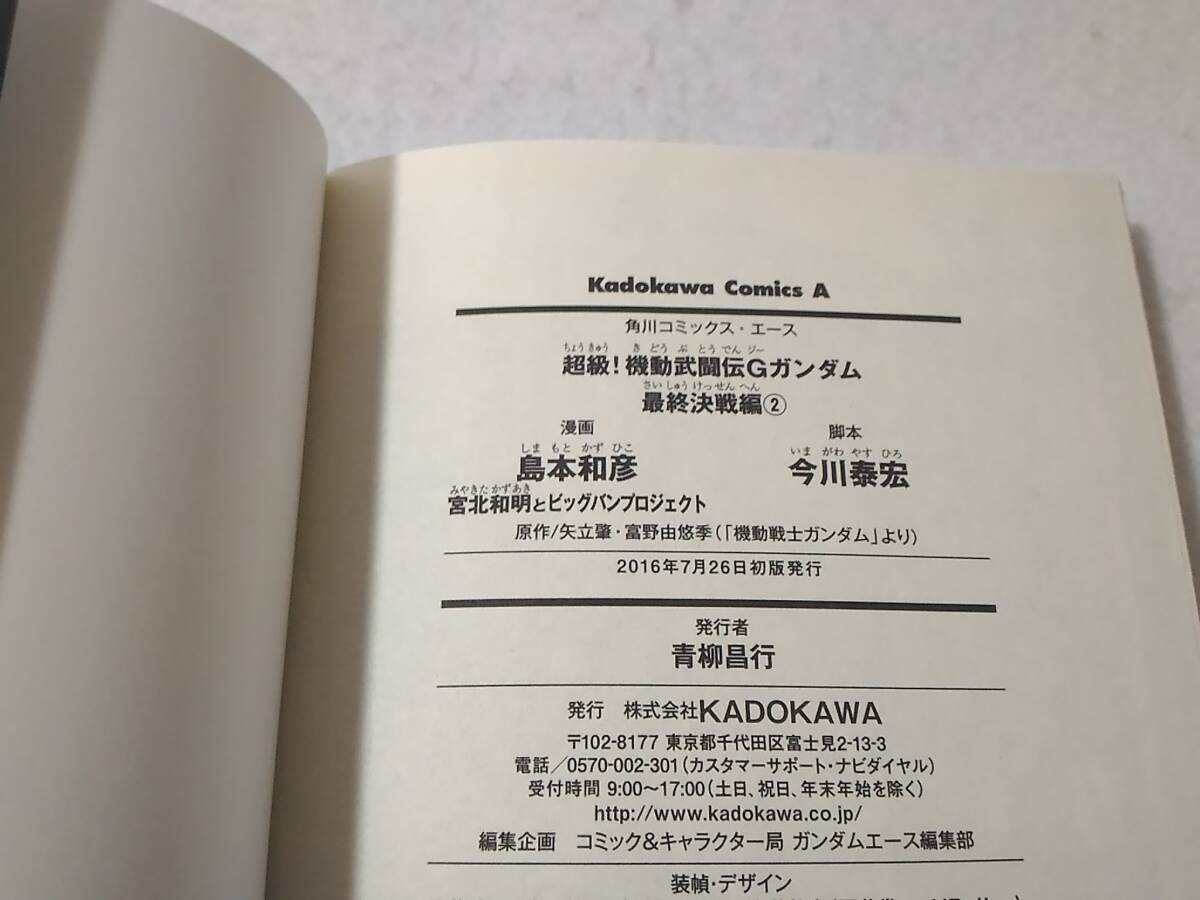 Kadokawa Comics A
角川コミックス・エース
ちょうきゅう きどうぶとうでんジー
超級!機動武闘伝Gガンダム
さいしゅうけっせんへん
最終決戦編②
漫画 脚本
しまもとかずひこ いまがわやすひろ
島本和彦 今川泰宏
みやきたかずあき
宮北和明とビッグバンプロジェクト
原作/矢立肇・富野由悠季(「機動戦士ガンダム」より)
2016年7月26日初版発行
発行者
青柳昌行
発行 株式会社KADOKAWA
〒102-8177 東京都千代田区富士見2-13-3
電話/0570-002-301(カスタマーサポート・ナビダイヤル)
受付時間 9:00〜17:00(土日、祝日、年末年始を除く)
http://www.kadokawa.co.jp/
編集企画 コミック&キャラクター局 ガンダムエース編集部
装幀・デザイン